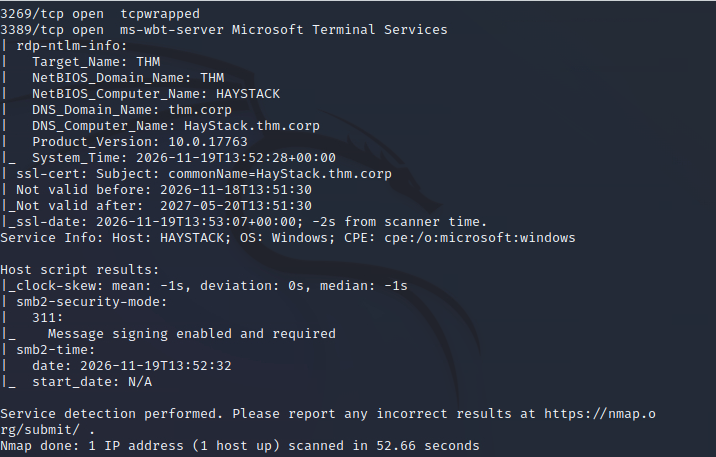 3269/tcp open  tcpwrapped
3389/tcp open  ms-wbt-server Microsoft Terminal Services
| rdp-ntlm-info:
|   Target_Name: THM
|   NetBIOS_Domain_Name: THM
|   NetBIOS_Computer_Name: HAYSTACK
|   DNS_Domain_Name: thm.corp
|   DNS_Computer_Name: HayStack.thm.corp
|   Product_Version: 10.0.17763
|_  System_Time: 2026-11-19T13:52:28+00:00
| ssl-cert: Subject: commonName=HayStack.thm.corp
| Not valid before: 2026-11-18T13:51:30
|_Not valid after:  2027-05-20T13:51:30
|_ssl-date: 2026-11-19T13:53:07+00:00; -2s from scanner time.
Service Info: Host: HAYSTACK; OS: Windows; CPE: cpe:/o:microsoft:windows

Host script results:
|_clock-skew: mean: -1s, deviation: 0s, median: -1s
| smb2-security-mode:
|   311:
|_    Message signing enabled and required
| smb2-time:
|   date: 2026-11-19T13:52:32
|_  start_date: N/A

Service detection performed. Please report any incorrect results at https://nmap.o
rg/submit/ .
Nmap done: 1 IP address (1 host up) scanned in 52.66 seconds